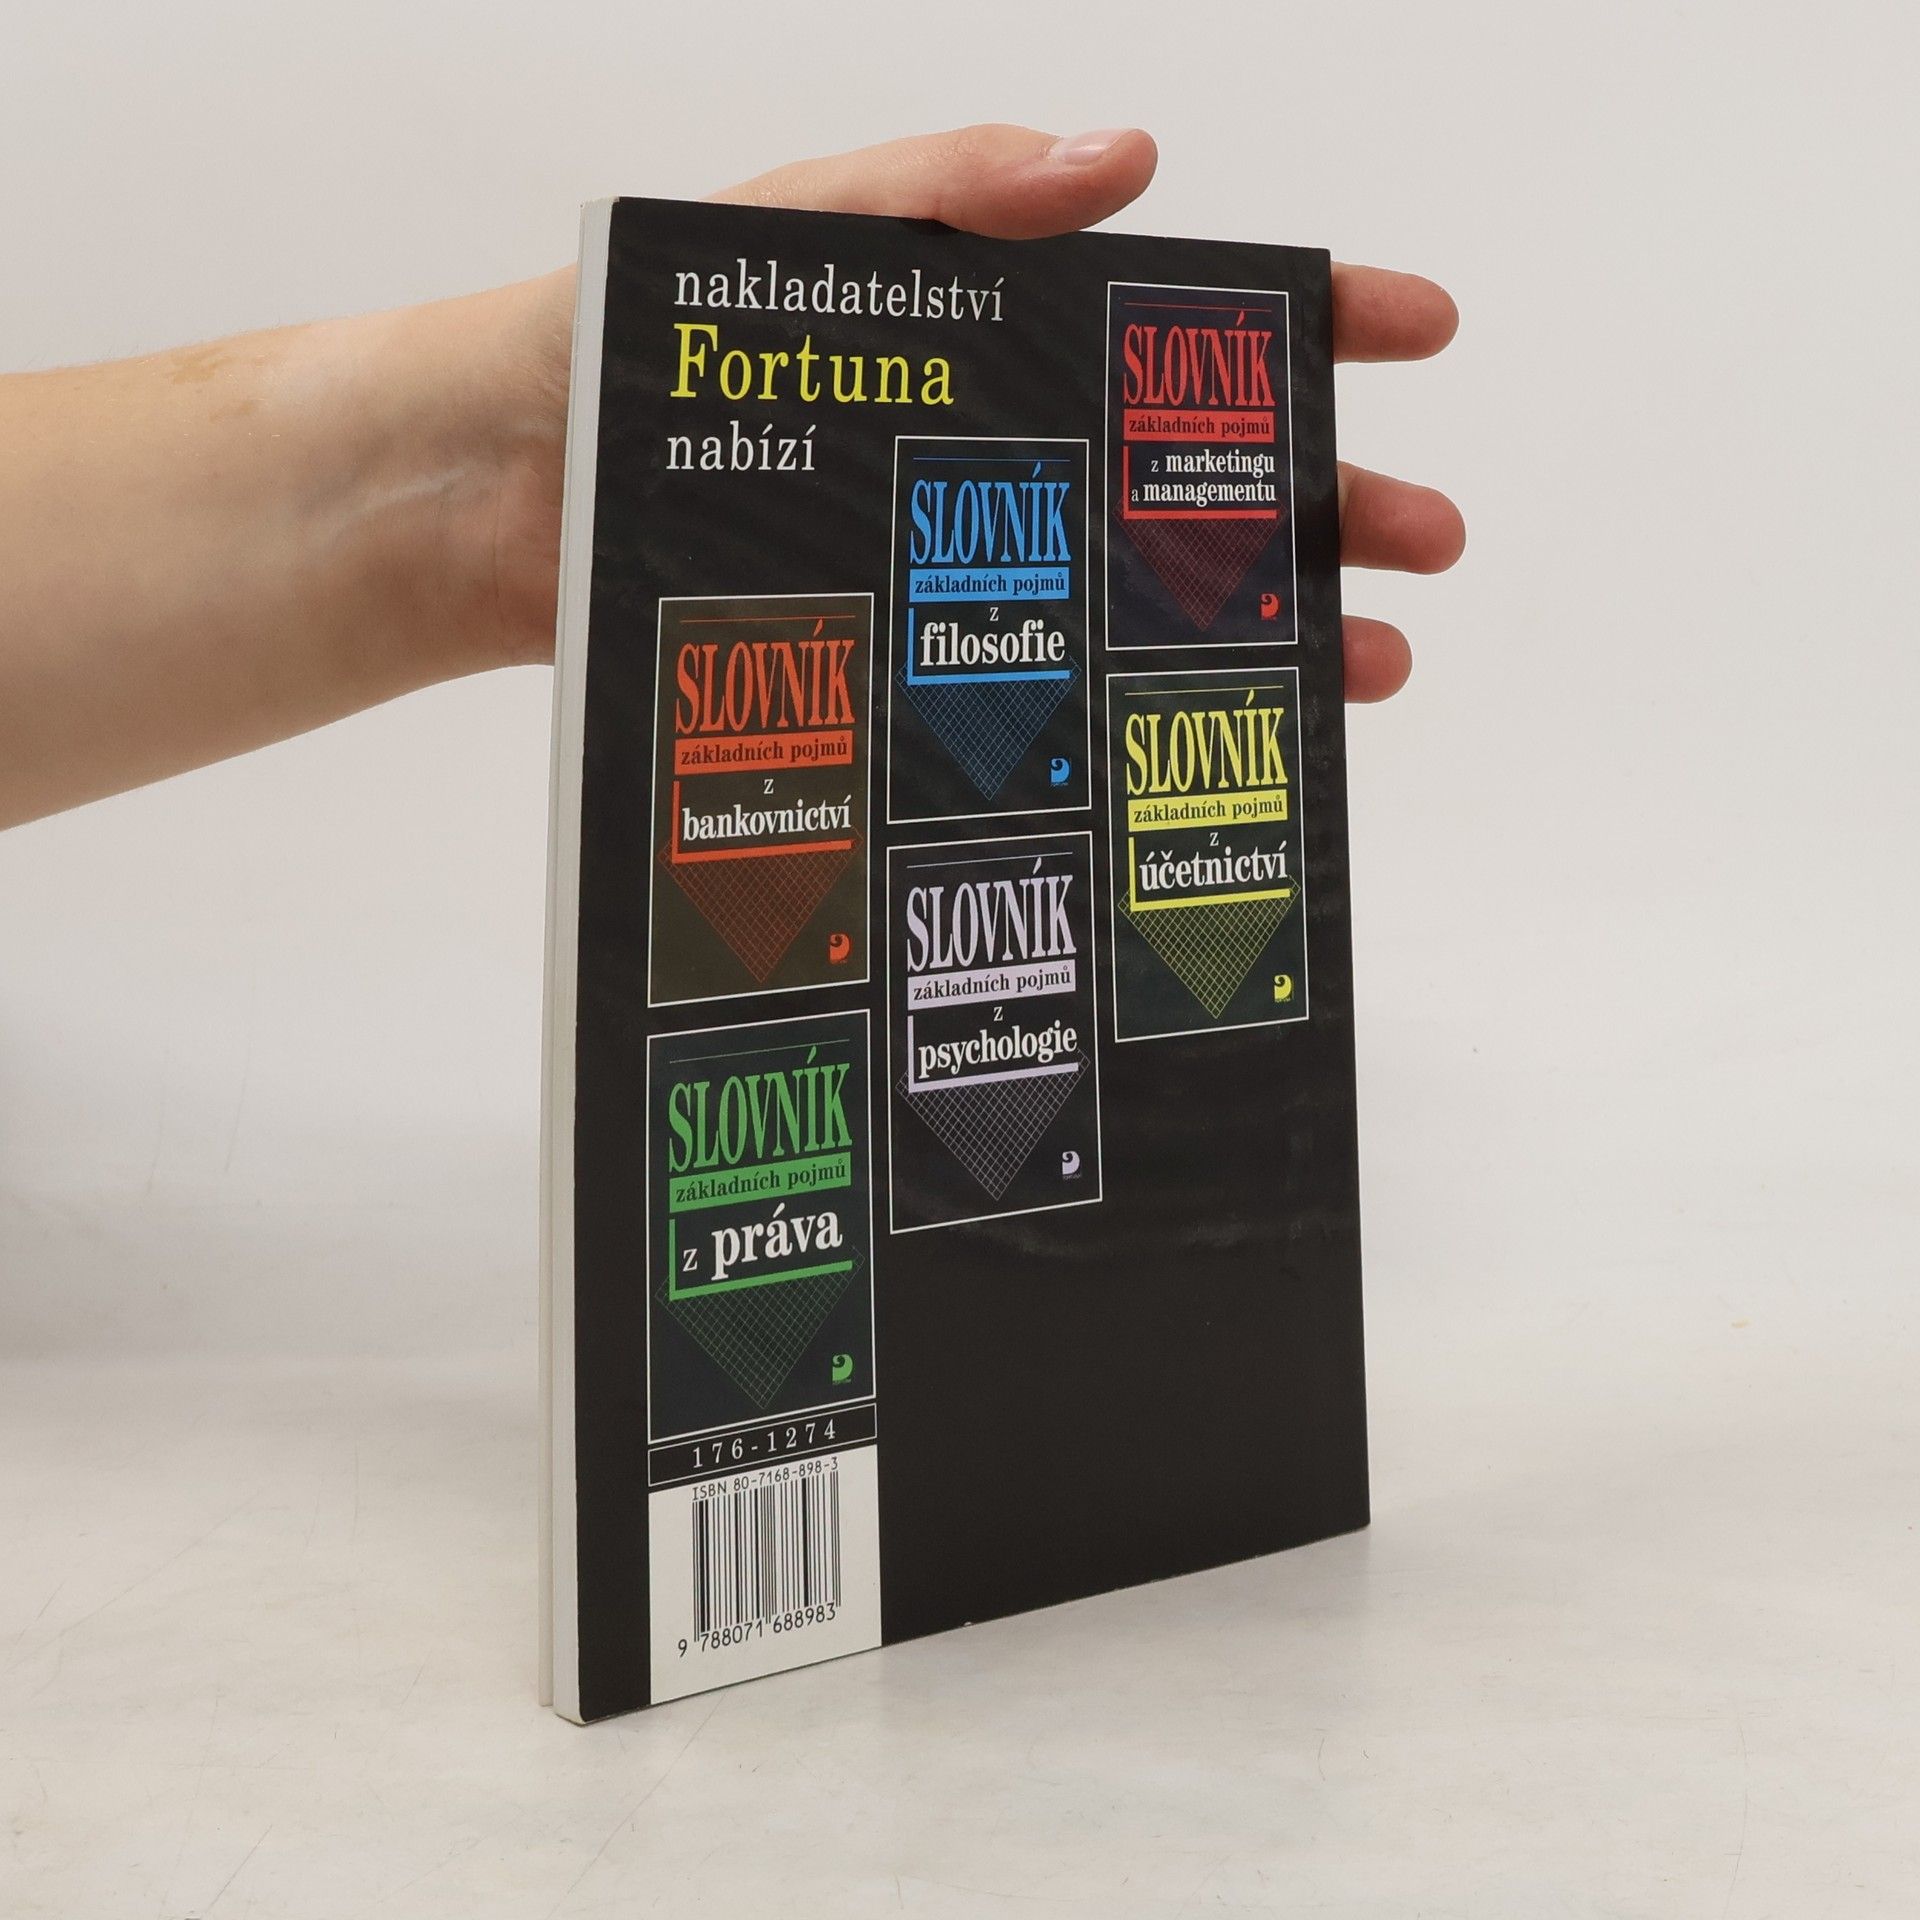 nakladatelství
Fortuna
nabízí
SLOVNÍK
základních pojmů
z marketingu
a managementu
SLOVNÍK
základních pojmů
z
filosofie
SLOVNÍK
základních pojmů
z
bankovnictví
SLOVNÍK
základních pojmů
z
účetnictví
SLOVNÍK
základních pojmů
z
psychologie
SLOVNÍK
základních pojmů
z práva
176-1274
ISBN 80-7168-898-3
9 788071 688983